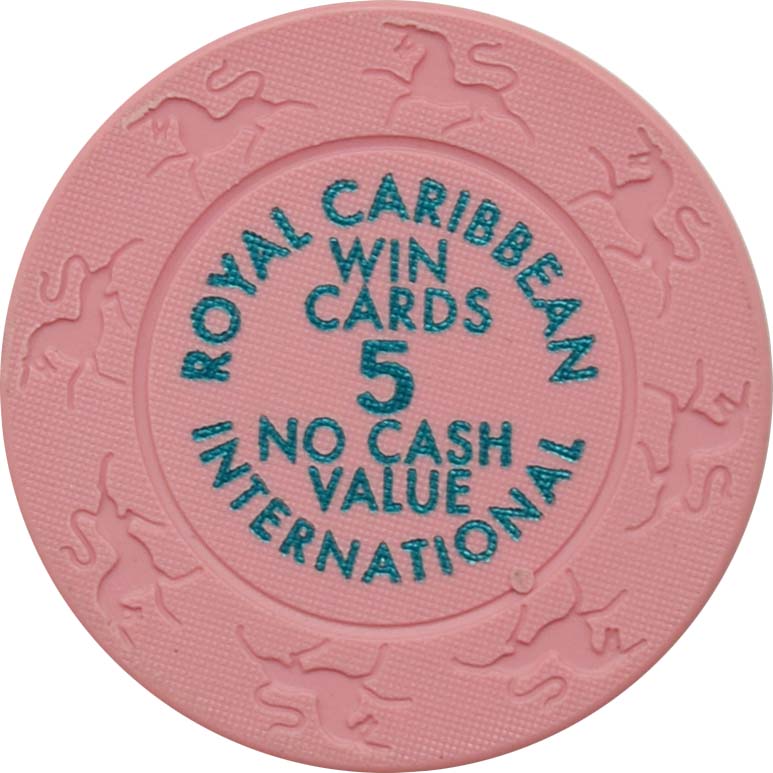 ROYAL CARIBBEAN
WIN
CARDS
5
NO CASH
VALUE
INTERNATIONAL